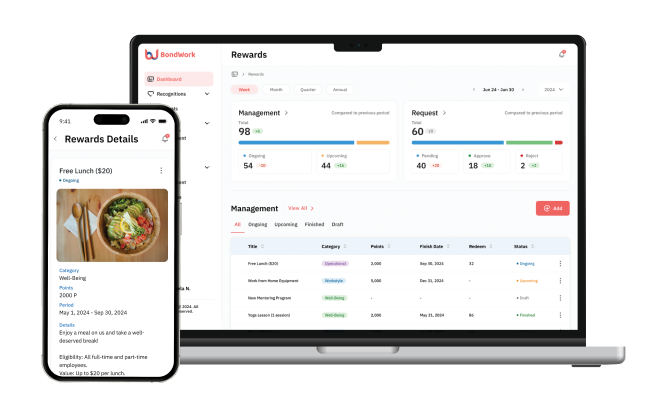 9:41
Rewards Details
Free Lunch ($20)
Ongoing
Category
Well-Being
Points
2000 P
Period
May 1, 2024 - Sep 30, 2024
Details
Enjoy a meal on us and take a well-
deserved break!
Eligibility: All full-time and part-time
employees.
Value: Up to $20 per lunch.
BondWork
Dashboard
Recognitions
Rewards
Rewards
Week Month Quarter Annual
Jun 24 - Jun 30
2024
Management
Compared to previous period
Total
98
Ongoing
54
Upcoming
44
Request
Compared to previous period
Total
60
Pending
40
Approve
18
Reject
2
Management View All
Add
All Ongoing Upcoming Finished Draft
Title Category Points Finish Date Redeem Status
Free Lunch ($20) Operational 2,000 Sep 30, 2024 32 Ongoing
Work from Home Equipment Workstyle 5,000 Dec 31, 2024 - Upcoming
New Mentoring Program Well-Being - - - Draft
Yoga Lesson (1 session) Well-Being 2,000 May 31, 2024 86 Finished